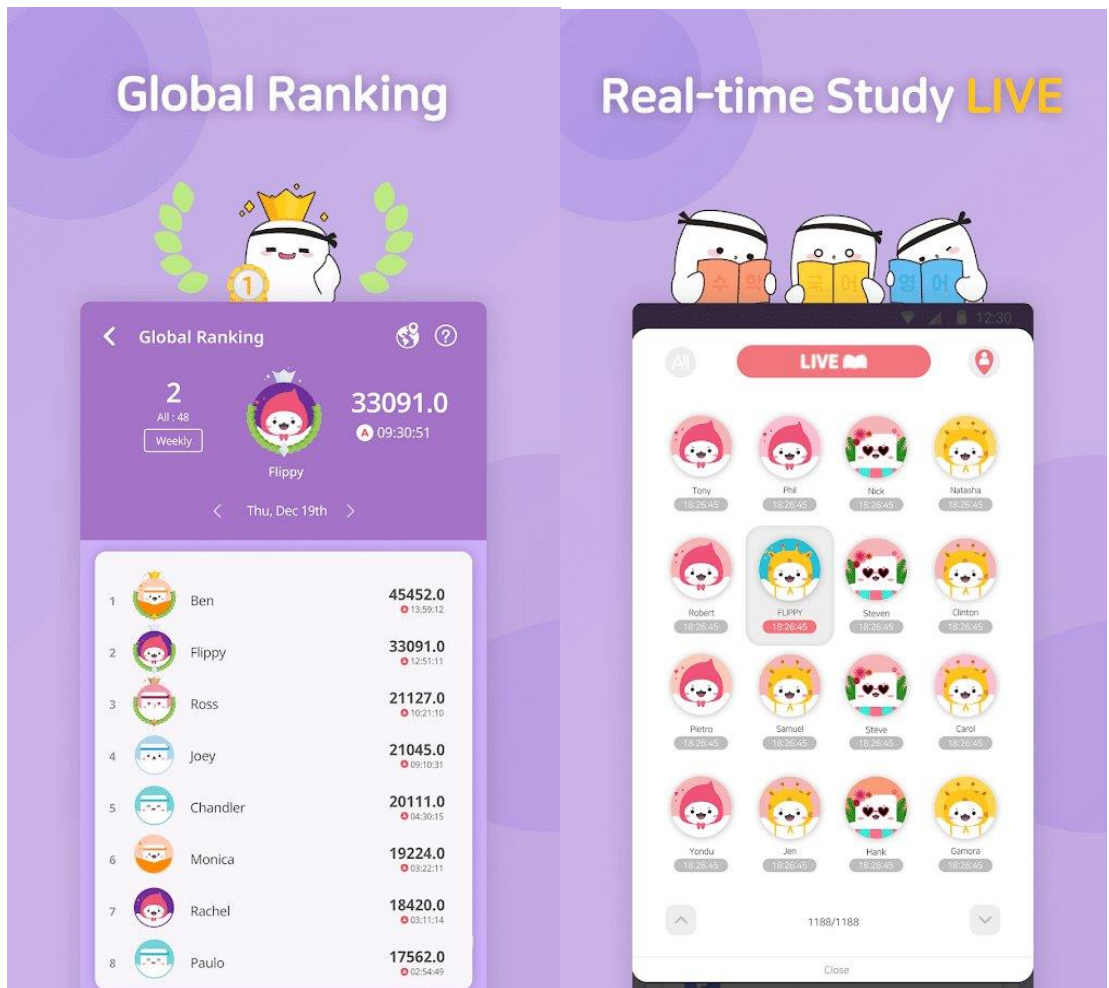 Global Ranking
1
Global Ranking
2
All : 48
Weekly
33091.0
A 09:30:51
Flippy
Thu, Dec 19th
1 Ben 45452.0
A 13:59:12
2 Flippy 33091.0
A 12:51:11
3 Ross 21127.0
A 10:21:10
4 Joey 21045.0
A 09:10:31
5 Chandler 20111.0
A 04:30:15
6 Monica 19224.0
A 03:22:11
7 Rachel 18420.0
A 03:11:14
8 Paulo 17562.0
A 02:54:49
Real-time Study LIVE
수학 국어 영어
12:30
All LIVE
Tony Phil Nick Natasha
18:26:45 18:26:45 18:26:45 18:26:45
Robert FLIPPY Steven Clinton
18:26:45 18:26:45 18:26:45 18:26:45
Pietro Samuel Steve Carol
18:26:45 18:26:45 18:26:45 18:26:45
Yondu Jen Hank Gamora
18:26:45 18:26:45 18:26:45 18:26:45
1188/1188
Close